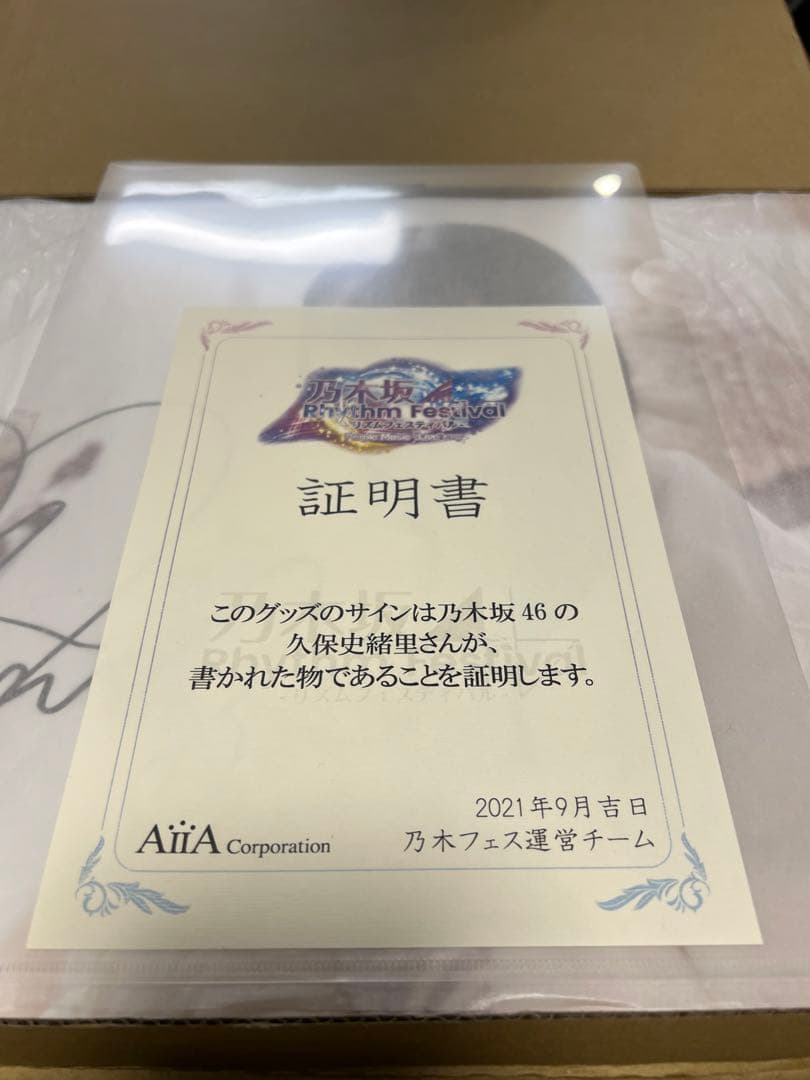 乃木坂
Rhythm Festival
リズムフェスティバル
証明書
このグッズのサインは乃木坂46の
久保史緒里さんが、
書かれた物であることを証明します。
2021年9月吉日
AiiA Corporation
乃木フェス運営チーム